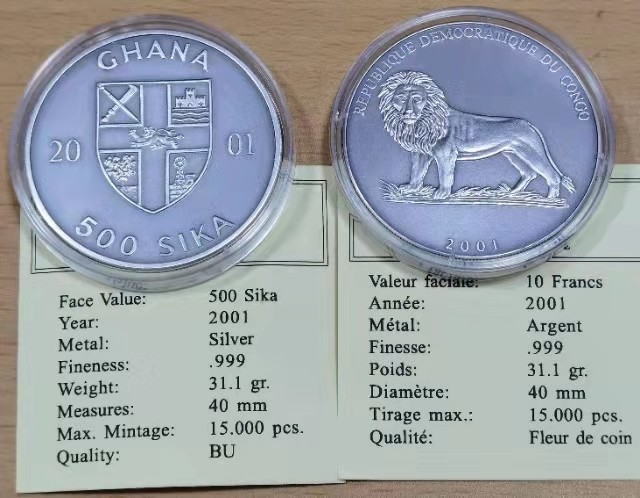 GHANA
20 01
500 SIKA
Face Value: 500 Sika
Year: 2001
Metal: Silver
Fineness: .999
Weight: 31.1 gr.
Measures: 40 mm
Max. Mintage: 15.000 pcs.
Quality: BU
REPUBLIQUE DEMOCRATIQUE DU CONGO
2001
Valeur faciale: 10 Francs
Année: 2001
Métal: Argent
Finesse: .999
Poids: 31.1 gr.
Diamètre: 40 mm
Tirage max.: 15.000 pcs.
Qualité: Fleur de coin